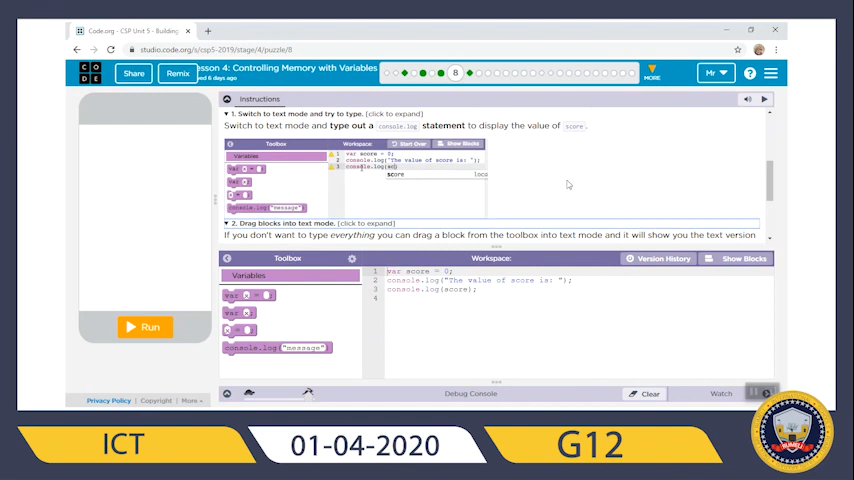 Code.org - CSP Unit 5 - Building
studio.code.org/s/csp5-2019/stage/4/puzzle/8
CODE
Share
Remix
esson 4: Controlling Memory with Variables
ed 6 days ago
8
MORE
Mr
Instructions
1. Switch to text mode and try to type. [click to expand]
Switch to text mode and type out a console.log statement to display the value of score.
Toolbox
Workspace
Start Over
Show Blocks
Variables
var x = ;
var x;
x = ;
console.log("message")
1 var score = 0;
2 console.log("The value of score is: ");
3 console.log(sc)
score
loca
2. Drag blocks into text mode. [click to expand]
If you don't want to type everything you can drag a block from the toolbox into text mode and it will show you the text version
Toolbox
Workspace:
Version History
Show Blocks
Variables
var x = ;
var x;
x = ;
console.log("message")
1 var score = 0;
2 console.log("The value of score is: ");
3 console.log(score);
4
Run
Debug Console
Clear
Watch
Privacy Policy | Copyright | More
ICT
01-04-2020
G12